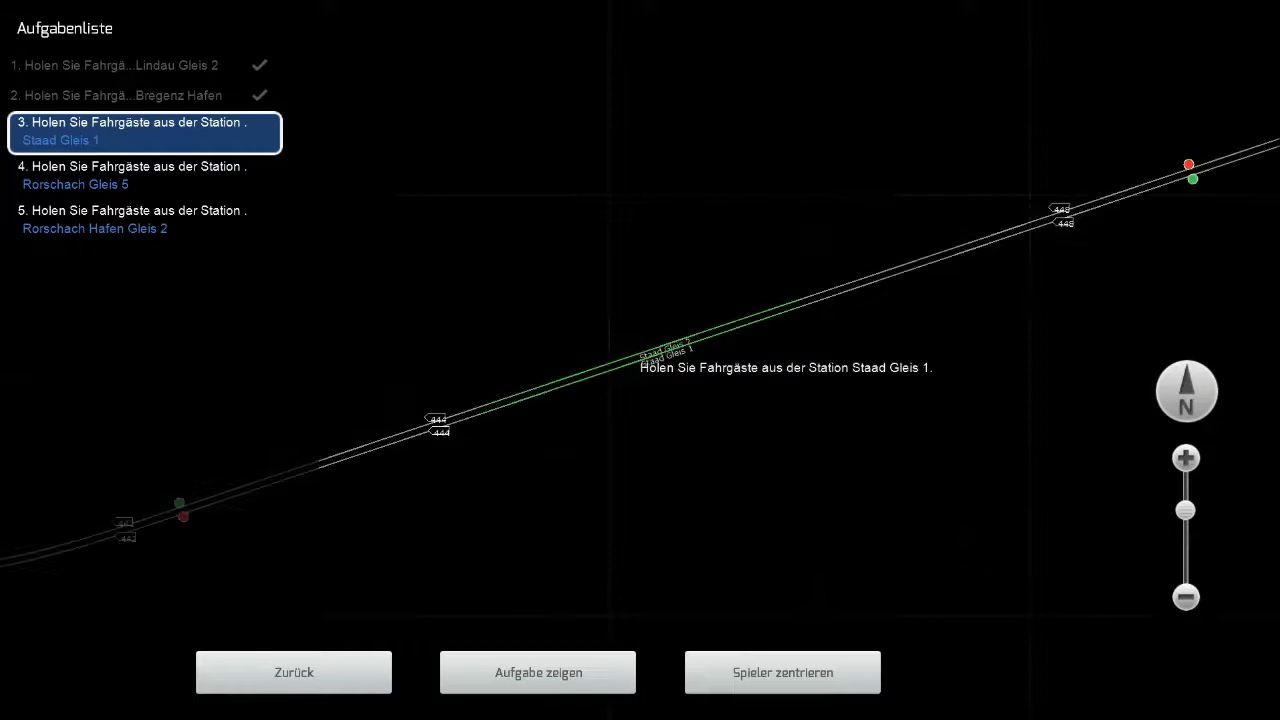 Aufgabenliste
1. Holen Sie Fahrgä...Lindau Gleis 2
2. Holen Sie Fahrgä...Bregenz Hafen
3. Holen Sie Fahrgäste aus der Station .
Staad Gleis 1
4. Holen Sie Fahrgäste aus der Station .
Rorschach Gleis 5
5. Holen Sie Fahrgäste aus der Station .
Rorschach Hafen Gleis 2
448
448
Staad Gleis 2
Staad Gleis 1
Holen Sie Fahrgäste aus der Station Staad Gleis 1.
444
444
N
442
Zurück
Aufgabe zeigen
Spieler zentrieren